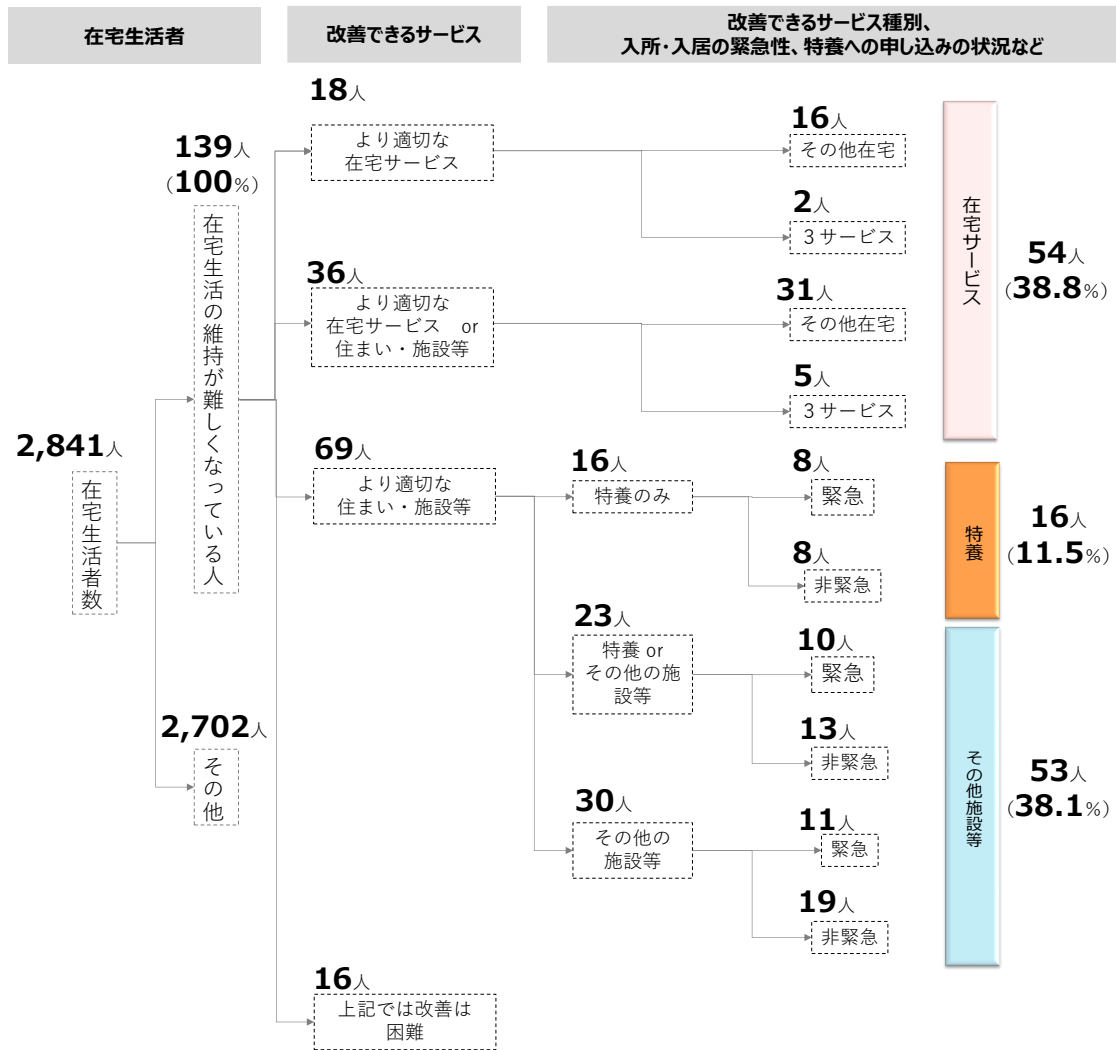 在宅生活者
改善できるサービス
改善できるサービス種別、
入所・入居の緊急性、特養への申し込みの状況など
2,841人
在宅生活者数
139人
（100%）
在宅生活の維持が難しくなっている人
2,702人
その他
18人
より適切な
在宅サービス
16人
その他在宅
2人
３サービス
36人
より適切な
在宅サービス　or
住まい・施設等
31人
その他在宅
5人
３サービス
69人
より適切な
住まい・施設等
16人
特養のみ
8人
緊急
8人
非緊急
23人
特養 or
その他の施
設等
10人
緊急
13人
非緊急
30人
その他の
施設等
11人
緊急
19人
非緊急
16人
上記では改善は
困難
在宅サービス
54人
（38.8%）
特養
16人
（11.5%）
その他施設等
53人
（38.1%）